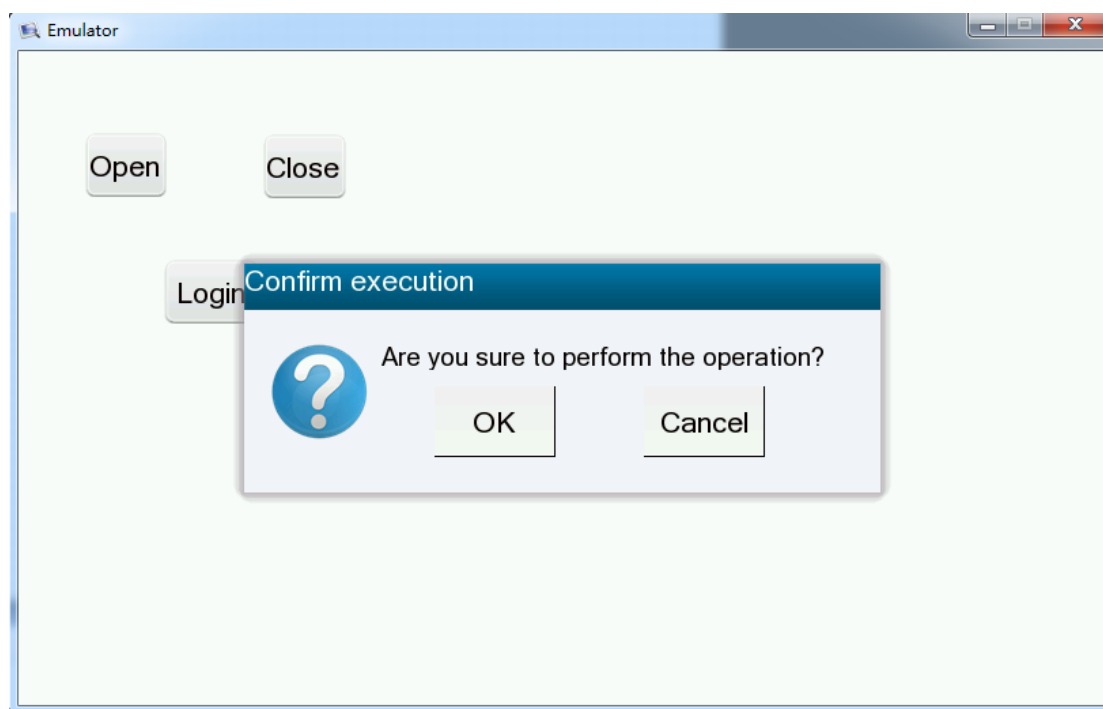 Emulator
Open
Close
Login
Confirm execution
Are you sure to perform the operation?
OK
Cancel